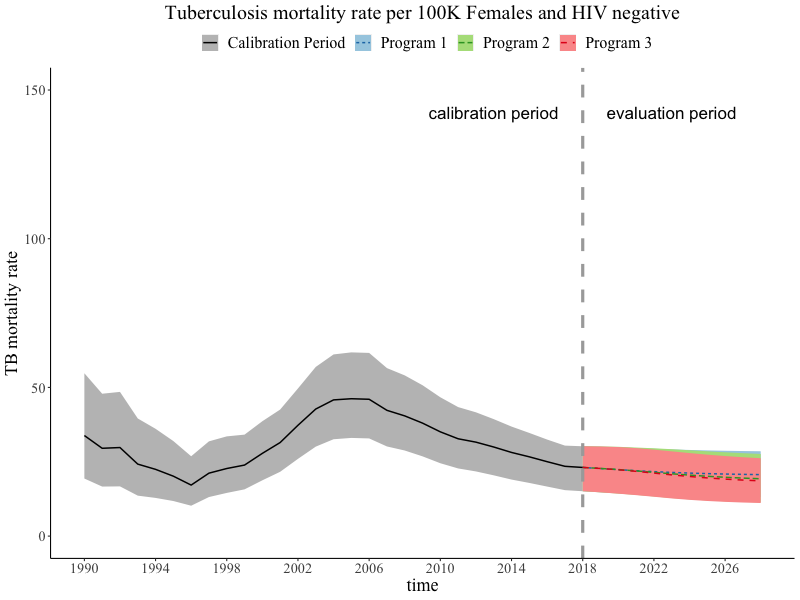 Tuberculosis mortality rate per 100K Females and HIV negative
Calibration Period Program 1 Program 2 Program 3
calibration period evaluation period
TB mortality rate
150
100
50
0
1990 1994 1998 2002 2006 2010 2014 2018 2022 2026
time